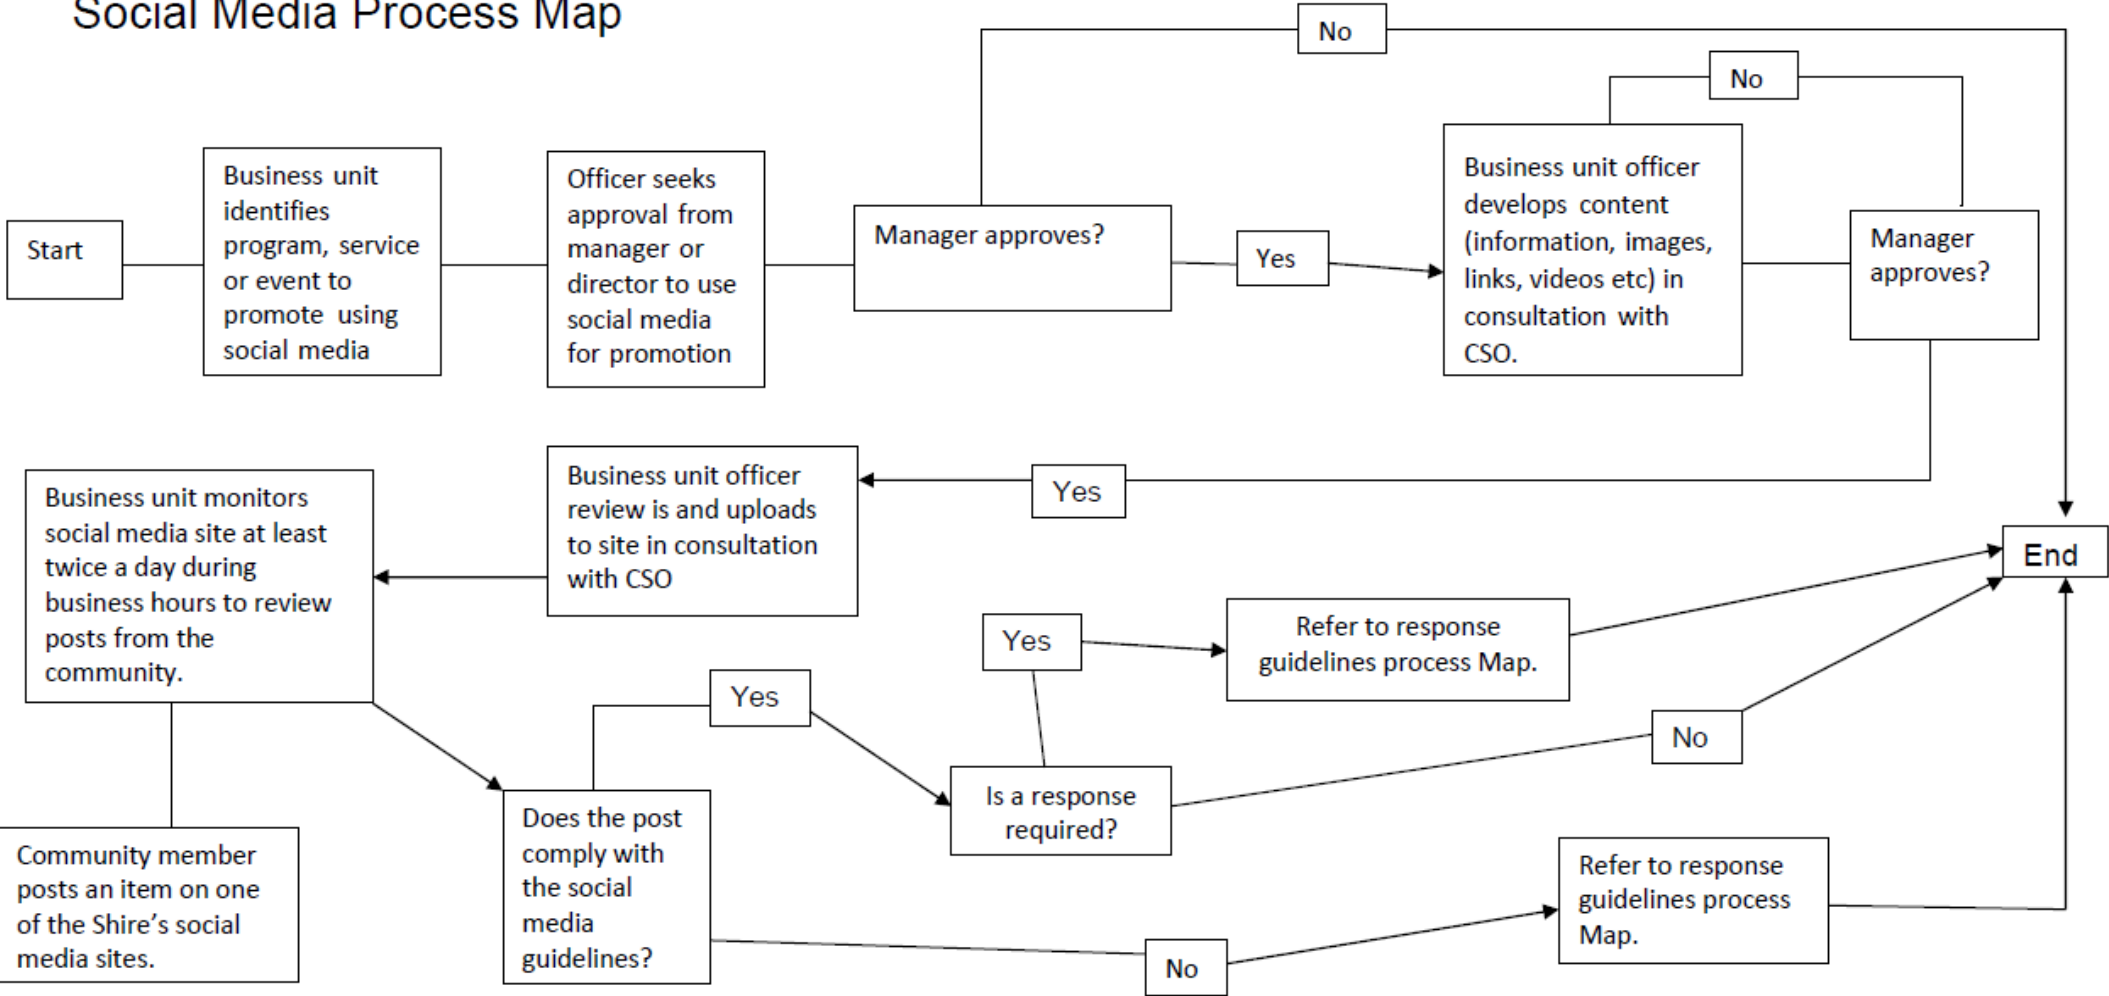 Social Media Process Map
No
No
Start
Business unit
identifies
program, service
or event to
promote using
social media
Officer seeks
approval from
manager or
director to use
social media
for promotion
Manager approves?
Yes
Business unit officer
develops content
(information, images,
links, videos etc) in
consultation with
CSO.
Manager
approves?
Yes
Business unit officer
review is and uploads
to site in consultation
with CSO
Business unit monitors
social media site at least
twice a day during
business hours to review
posts from the
community.
Community member
posts an item on one
of the Shire’s social
media sites.
Does the post
comply with
the social
media
guidelines?
Yes
Is a response
required?
Yes
Refer to response
guidelines process Map.
No
No
Refer to response
guidelines process
Map.
End